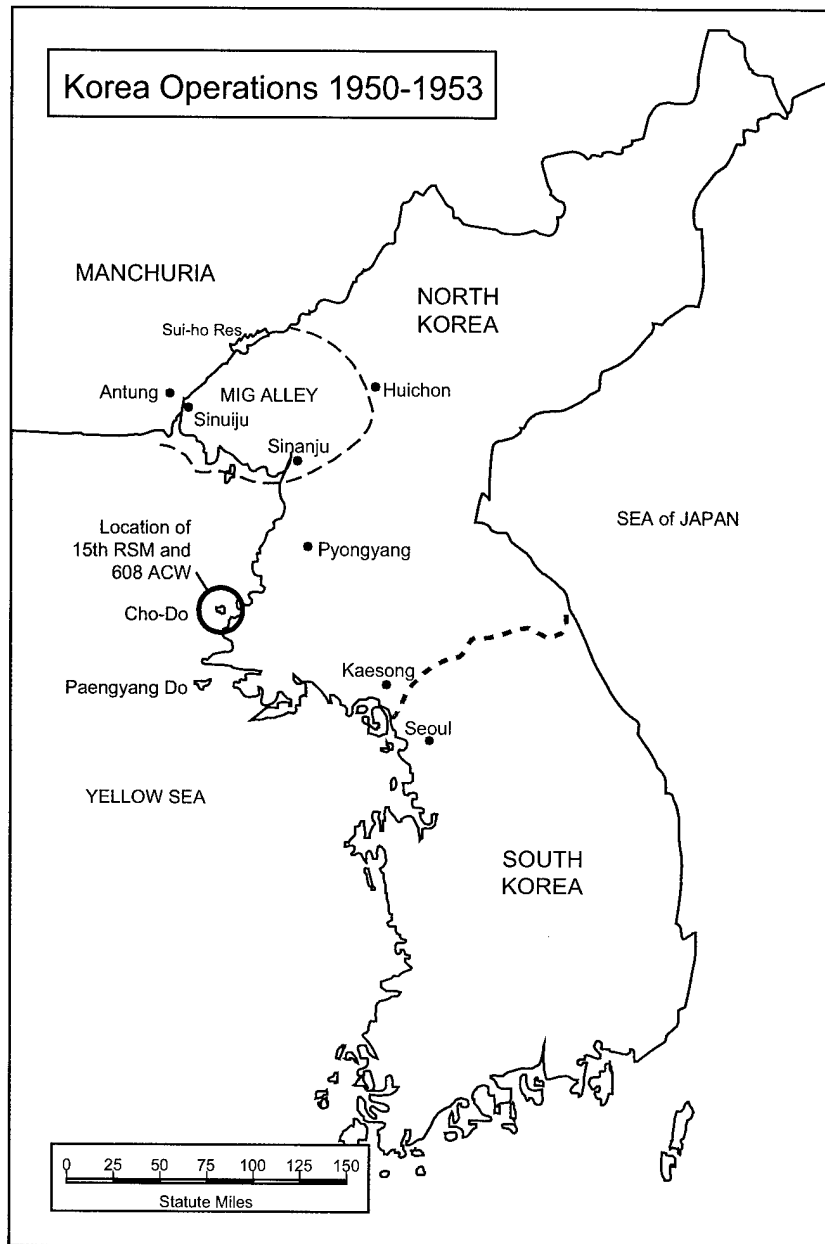 Korea Operations 1950-1953
MANCHURIA
NORTH
KOREA
Sui-ho Res
Antung
MIG ALLEY
Huichon
Sinuiju
Sinanju
SEA of JAPAN
Location of
15th RSM and
608 ACW
Pyongyang
Cho-Do
Kaesong
Paengyang Do
Seoul
YELLOW SEA
SOUTH
KOREA
0 25 50 75 100 125 150
Statute Miles